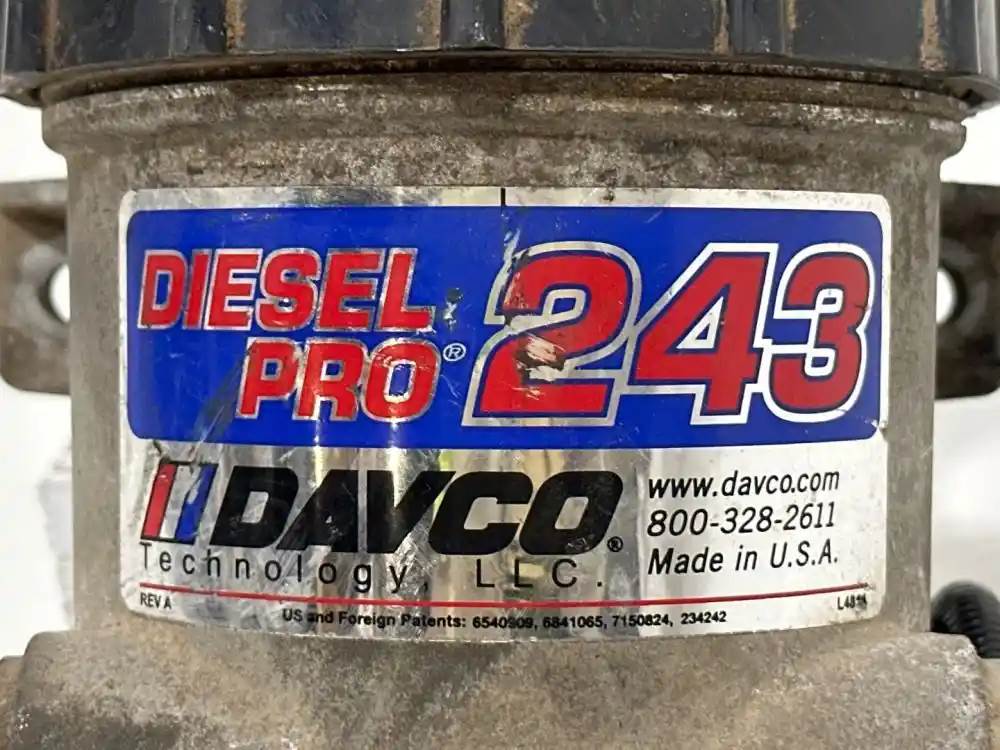 DIESEL
PRO® 243
DAVCO®
Technology, LLC.
www.davco.com
800-328-2611
Made in U.S.A.
REV A
US and Foreign Patents: 6540909, 6841065, 7150824, 234242